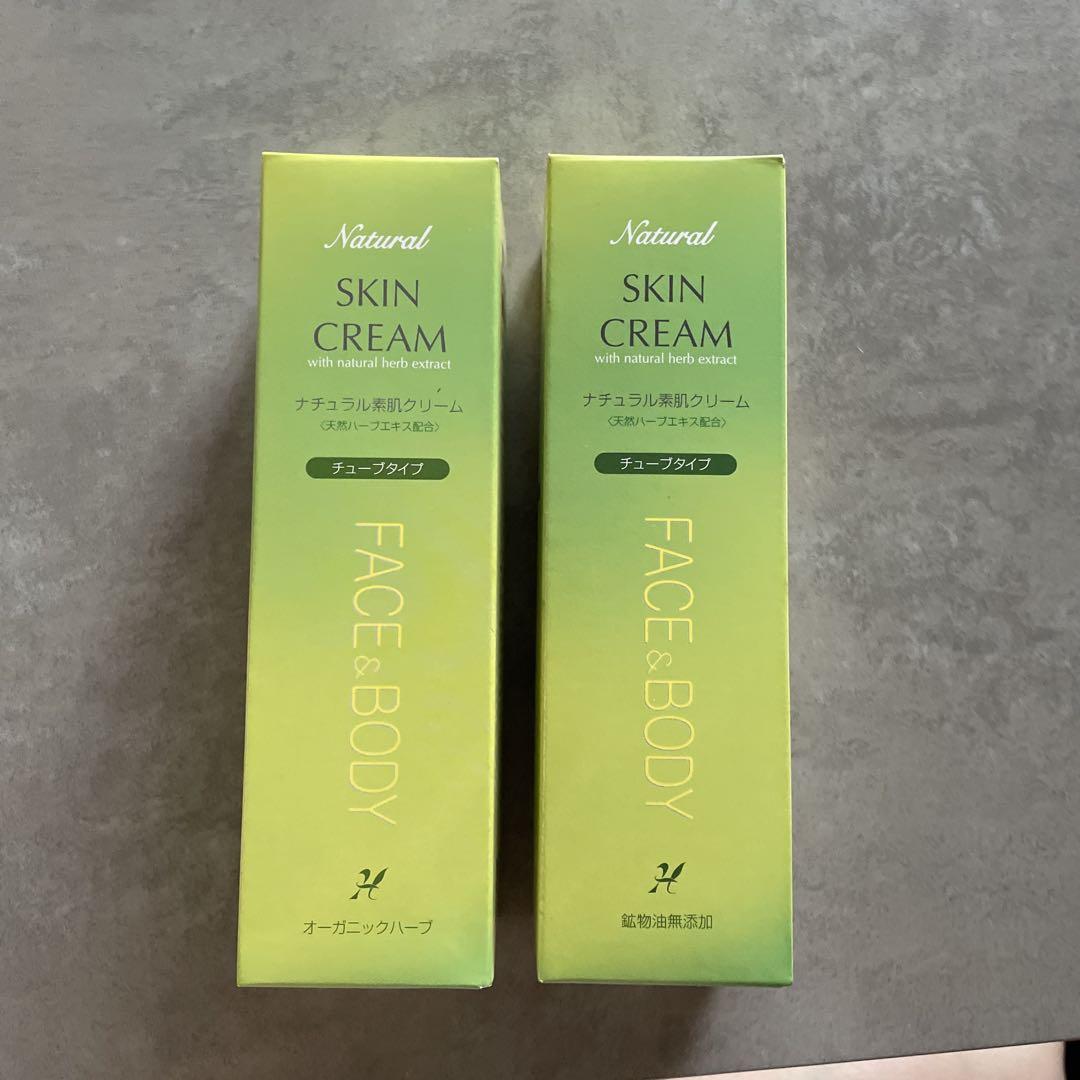 Natural
SKIN
CREAM
with natural herb extract
ナチュラル素肌クリーム
〈天然ハーブエキス配合〉
チューブタイプ
FACE&BODY
H
オーガニックハーブ
Natural
SKIN
CREAM
with natural herb extract
ナチュラル素肌クリーム
〈天然ハーブエキス配合〉
チューブタイプ
FACE&BODY
H
鉱物油無添加